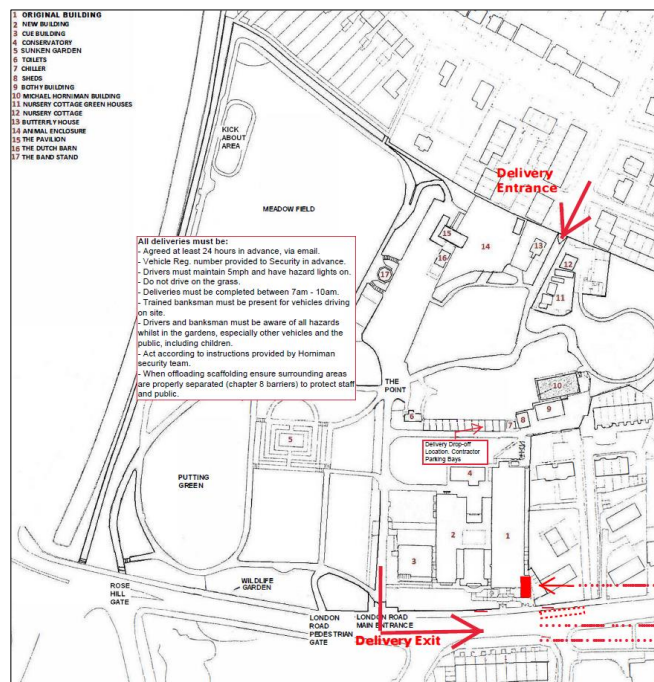 1 ORIGINAL BUILDING
2 NEW BUILDING
3 CUE BUILDING
4 CONSERVATORY
5 SUNKEN GARDEN
6 TOILETS
7 CHILLER
8 SHEDS
9 BOTHY BUILDING
10 MICHAEL HORNIMAN BUILDING
11 NURSERY COTTAGE GREEN HOUSES
12 NURSERY COTTAGE
13 BUTTERFLY HOUSE
14 ANIMAL ENCLOSURE
15 THE PAVILION
16 THE DUTCH BARN
17 THE BAND STAND
KICK
ABOUT
AREA
Delivery
Entrance
MEADOW FIELD
15
14
13
16
12
17
11
All deliveries must be:
- Agreed at least 24 hours in advance, via email.
- Vehicle Reg. number provided to Security in advance.
- Drivers must maintain 5mph and have hazard lights on.
- Do not drive on the grass.
- Deliveries must be completed between 7am - 10am.
- Trained banksman must be present for vehicles driving
on site.
- Drivers and banksman must be aware of all hazards
whilst in the gardens, especially other vehicles and the
public, including children.
- Act according to instructions provided by Horniman
security team.
- When offloading scaffolding ensure surrounding areas
are properly separated (chapter 8 barriers) to protect staff
and public.
THE
POINT
10
9
6
8
7
5
Delivery Drop-off
Location, Contractor
Parking Bays
4
PUTTING
GREEN
2
1
3
ROSE
HILL
GATE
WILDLIFE
GARDEN
LONDON
ROAD
PEDESTRIAN
GATE
LONDON ROAD
MAIN ENTRANCE
Delivery Exit